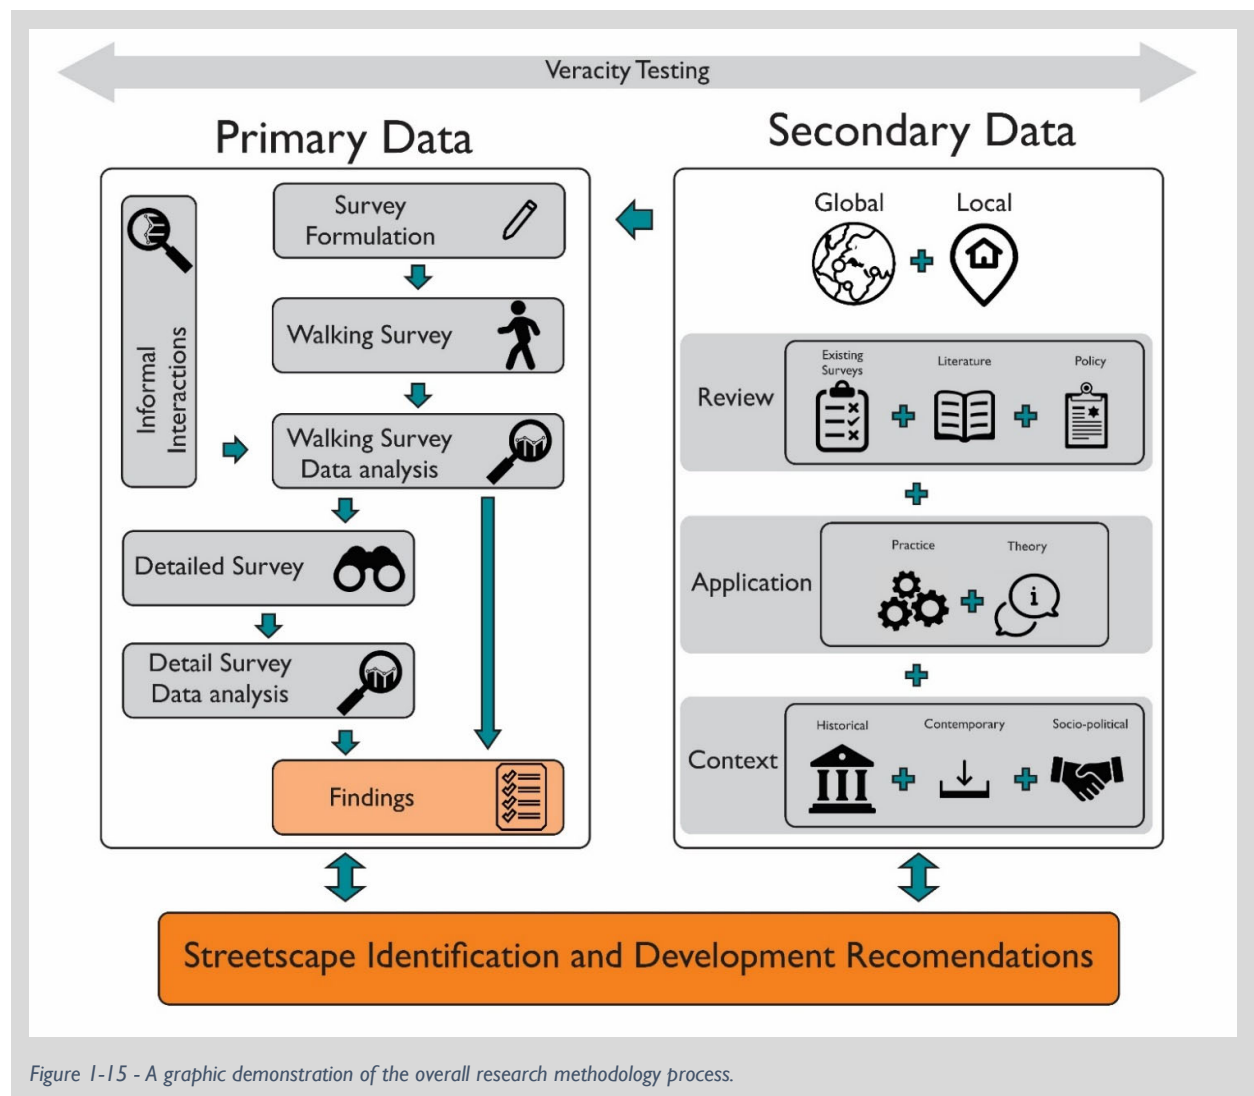 Veracity Testing
Primary Data
Informal
Interactions
Survey
Formulation
Walking Survey
Walking Survey
Data analysis
Detailed Survey
Detail Survey
Data analysis
Findings
Secondary Data
Global
Local
Review
Existing
Surveys
Literature
Policy
Application
Practice
Theory
i
Context
Historical
Contemporary
Socio-political
Streetscape Identification and Development Recomendations
Figure 1-15 - A graphic demonstration of the overall research methodology process.